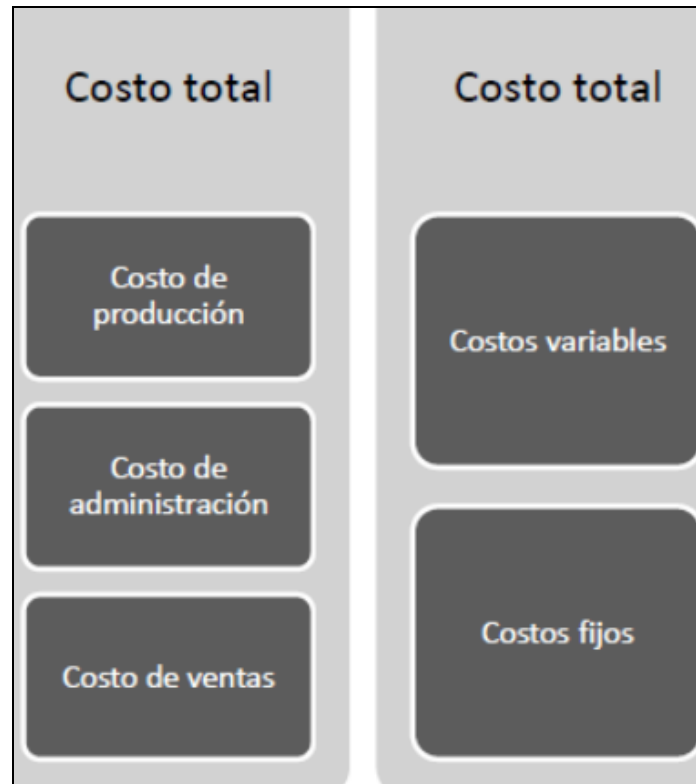 Costo total
Costo de
producción
Costo de
administración
Costo de ventas
Costo total
Costos variables
Costos fijos